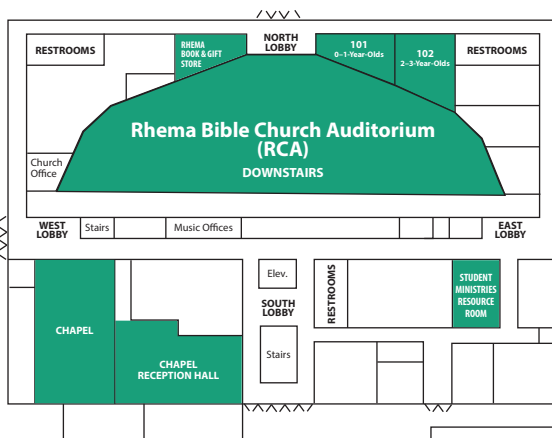 RESTROOMS
RHEMA
BOOK & GIFT
STORE
NORTH
LOBBY
101
0–1-Year-Olds
102
2–3-Year-Olds
RESTROOMS
Rhema Bible Church Auditorium
(RCA)
DOWNSTAIRS
Church
Office
WEST
LOBBY
Stairs
Music Offices
EAST
LOBBY
Elev.
SOUTH
LOBBY
Stairs
RESTROOMS
STUDENT
MINISTRIES
RESOURCE
ROOM
CHAPEL
CHAPEL
RECEPTION HALL